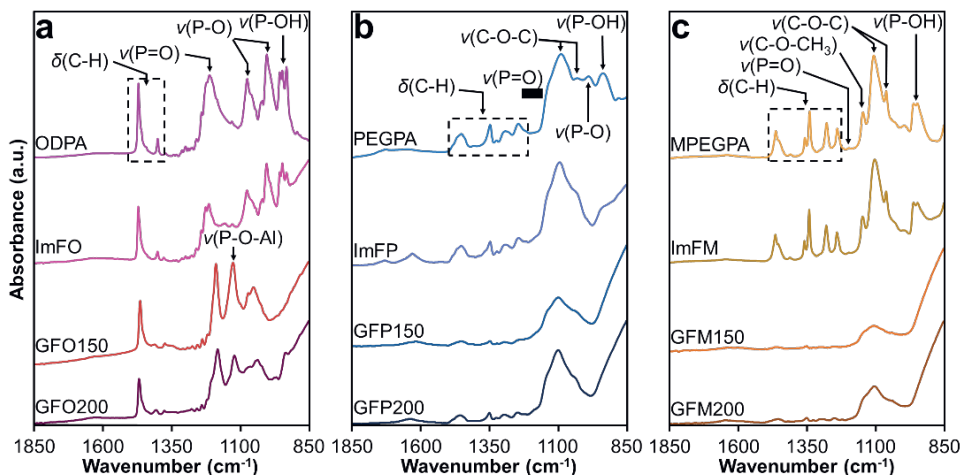 a
ν(P-O)
ν(P-OH)
ν(P=O)
δ(C-H)
ODPA
ImFO
ν(P-O-Al)
GFO150
GFO200
1850
1600
1350
1100
850
Wavenumber (cm-1)
Absorbance (a.u.)
b
ν(C-O-C)
ν(P-OH)
ν(P=O)
δ(C-H)
ν(P-O)
PEGPA
ImFP
GFP150
GFP200
1850
1600
1350
1100
850
Wavenumber (cm-1)
c
ν(C-O-C)
ν(P-OH)
ν(C-O-CH3)
ν(P=O)
δ(C-H)
MPEGPA
ImFM
GFM150
GFM200
1850
1600
1350
1100
850
Wavenumber (cm-1)